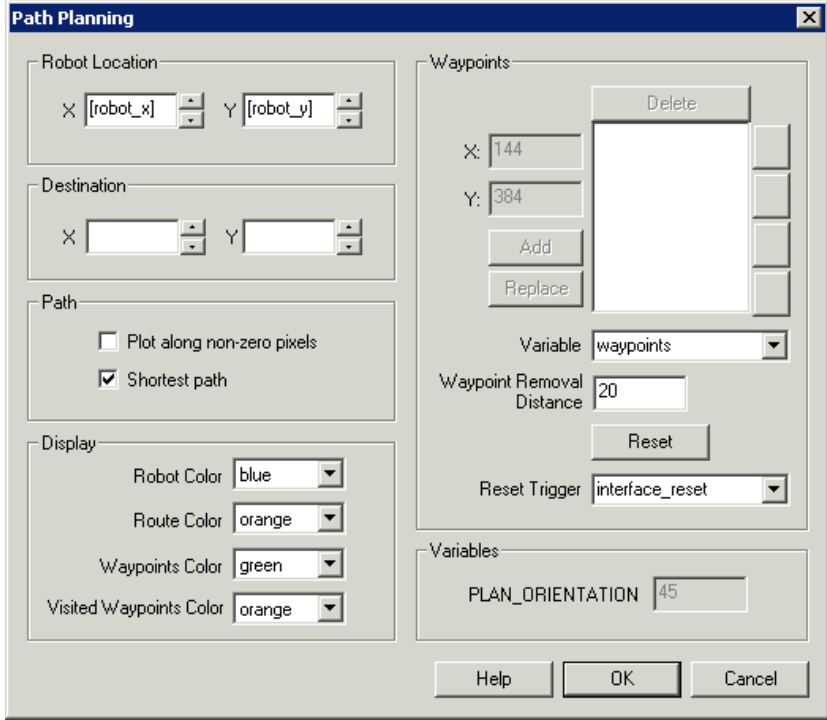 Path Planning
Robot Location
X [robot_x] Y [robot_y]
Destination
X Y
Path
Plot along non-zero pixels
Shortest path
Display
Robot Color blue
Route Color orange
Waypoints Color green
Visited Waypoints Color orange
Waypoints
Delete
X: 144
Y: 384
Add
Replace
Variable waypoints
Waypoint Removal
Distance 20
Reset
Reset Trigger interface_reset
Variables
PLAN_ORIENTATION 45
Help OK Cancel